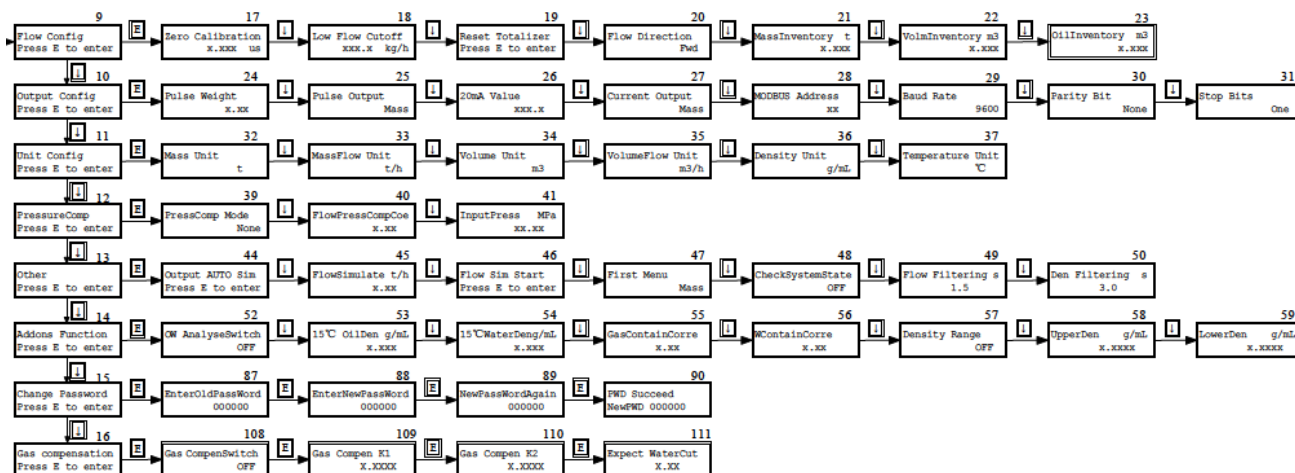 9 17 18 19 20 21 22 23
Flow Config E Zero Calibration ↓ Low Flow Cutoff ↓ Reset Totalizer ↓ Flow Direction ↓ MassInventory t ↓ VolmInventory m3 ↓ OilInventory m3
Press E to enter x.xxx us xxx.x kg/h Press E to enter Fwd x.xxx x.xxx x.xxx
↓ 10 24 25 26 27 28 29 30 31
Output Config E Pulse Weight ↓ Pulse Output ↓ 20mA Value ↓ Current Output ↓ MODBUS Address ↓ Baud Rate ↓ Parity Bit ↓ Stop Bits
Press E to enter x.xx Mass xxx.x Mass xx 9600 None One
↓ 11 32 33 34 35 36 37
Unit Config E Mass Unit ↓ MassFlow Unit ↓ Volume Unit ↓ VolumeFlow Unit ↓ Density Unit ↓ Temperature Unit
Press E to enter t t/h m3 m3/h g/mL ℃
↓ 12 39 40 41
PressureComp E PressComp Mode ↓ FlowPressCompCoe ↓ InputPress MPa
Press E to enter None x.xx xx.xx
↓ 13 44 45 46 47 48 49 50
Other E Output AUTO Sim ↓ FlowSimulate t/h ↓ Flow Sim Start ↓ First Menu ↓ CheckSystemState ↓ Flow Filtering s ↓ Den Filtering s
Press E to enter Press E to enter x.xx Press E to enter Mass OFF 1.5 3.0
↓ 14 52 53 54 55 56 57 58 59
Addons Function E OW AnalyseSwitch ↓ 15℃ OilDen g/mL ↓ 15℃WaterDeng/mL ↓ GasContainCorre ↓ WContainCorre ↓ Density Range ↓ UpperDen g/mL ↓ LowerDen g/mL
Press E to enter OFF x.xxx x.xxx x.xx x.xx OFF x.xxxx x.xxxx
↓ 15 87 88 89 90
Change Password E EnterOldPassWord E EnterNewPassWord E NewPassWordAgain E PWD Succeed
Press E to enter 000000 000000 000000 NewPWD 000000
↓ 16 108 109 110 111
Gas compensation E Gas CompenSwitch ↓ Gas Compen K1 E Gas Compen K2 E Expect WaterCut
Press E to enter OFF X.XXXX X.XXXX X.XX